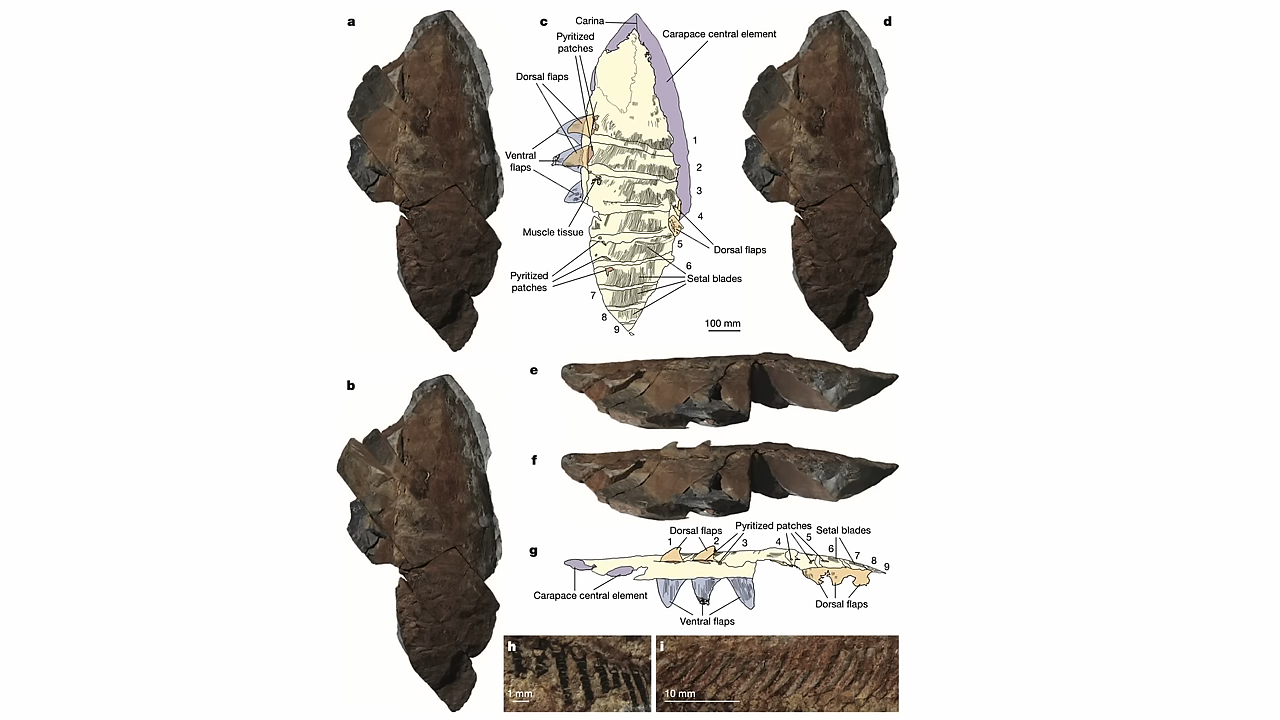 a
c
Carina
Carapace central element
d
Pyritized
patches
Dorsal flaps
Ventral
flaps
1
2
3
4
5
6
7
8
9
Muscle tissue
Dorsal flaps
Pyritized
patches
Setal blades
100 mm
b
e
f
g
Dorsal flaps
Pyritized patches
Setal blades
1
2
3
4
5
6
7
8
9
Carapace central element
Dorsal flaps
Ventral flaps
h
1 mm
i
10 mm